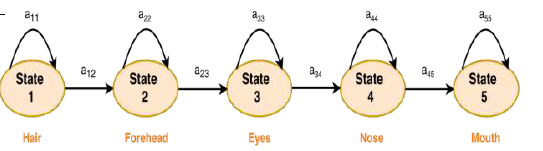 a11 a22 a33 a44 a55
State 1 a12 State 2 a23 State 3 a34 State 4 a45 State 5
Hair Forehead Eyes Nose Mouth